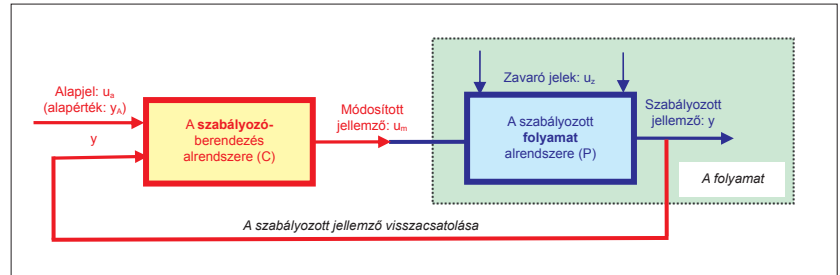 Zavaró jelek: uz
Alapjel: ua
(alapérték: yA)
y
A szabályozó-
berendezés
alrendszere (C)
Módosított
jellemző: um
A szabályozott
folyamat
alrendszere (P)
Szabályozott
jellemző: y
A folyamat
A szabályozott jellemző visszacsatolása